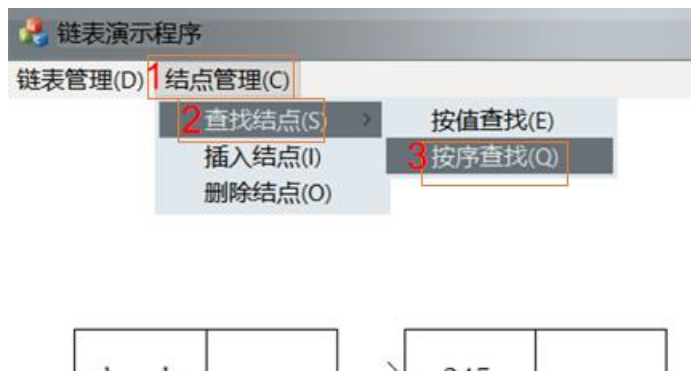 链表演示程序
链表管理(D) 1 结点管理(C)
2 查找结点(S) 按值查找(E)
插入结点(I) 3 按序查找(Q)
删除结点(O)